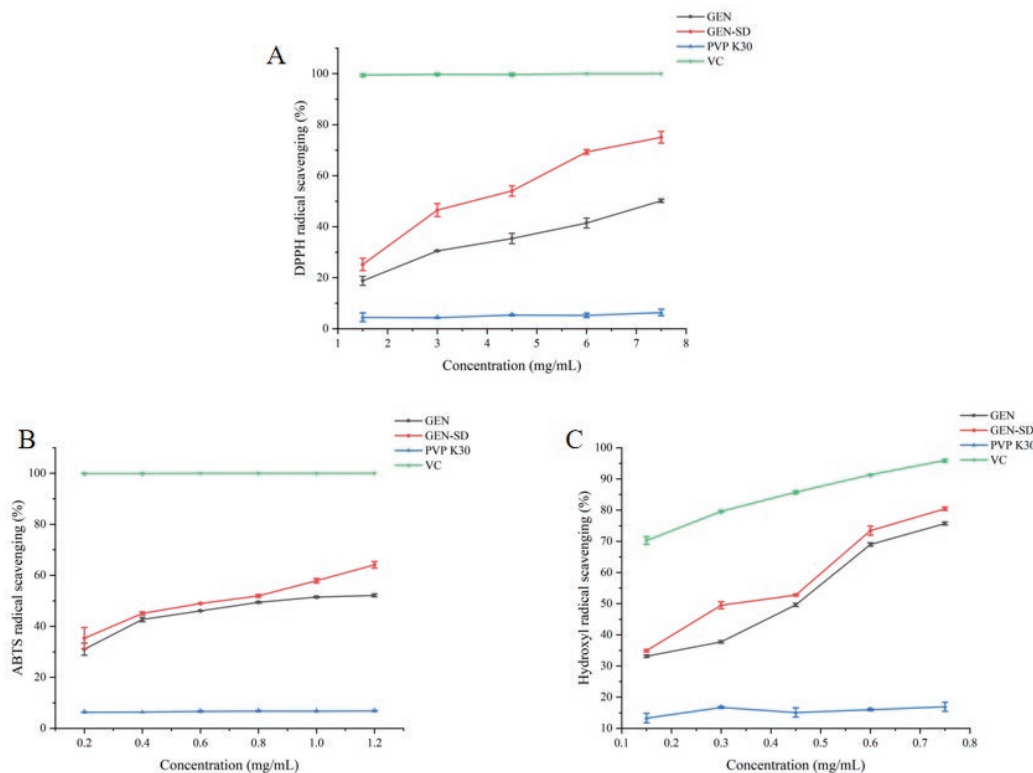 A
GEN
GEN-SD
PVP K30
VC
100
80
60
40
20
0
DPPH radical scavenging (%)
1 2 3 4 5 6 7 8
Concentration (mg/mL)
B
GEN
GEN-SD
PVP K30
VC
100
80
60
40
20
0
ABTS radical scavenging (%)
0.2 0.4 0.6 0.8 1.0 1.2
Concentration (mg/mL)
C
GEN
GEN-SD
PVP K30
VC
100
90
80
70
60
50
40
30
20
10
Hydroxyl radical scavenging (%)
0.1 0.2 0.3 0.4 0.5 0.6 0.7 0.8
Concentration (mg/mL)